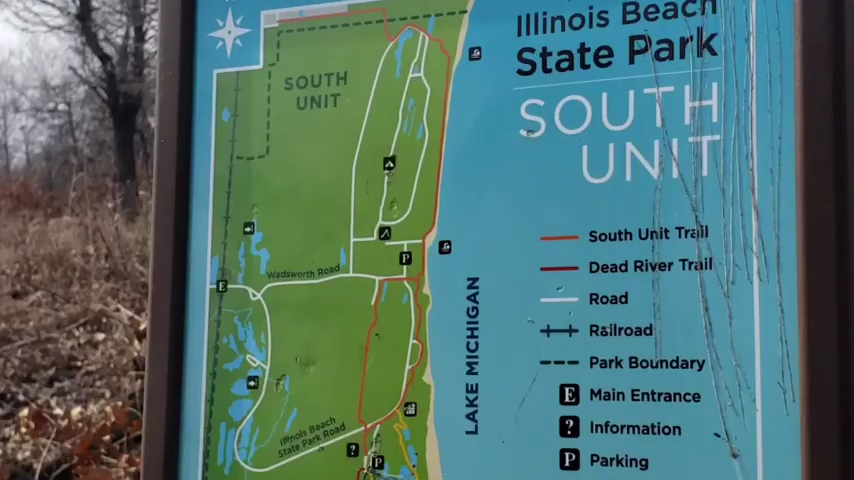 Illinois Beach
State Park
SOUTH
UNIT
SOUTH
UNIT
Wadsworth Road
E
P
Illinois Beach
State Park Road
?
P
LAKE MICHIGAN
South Unit Trail
Dead River Trail
Road
Railroad
Park Boundary
E Main Entrance
? Information
P Parking